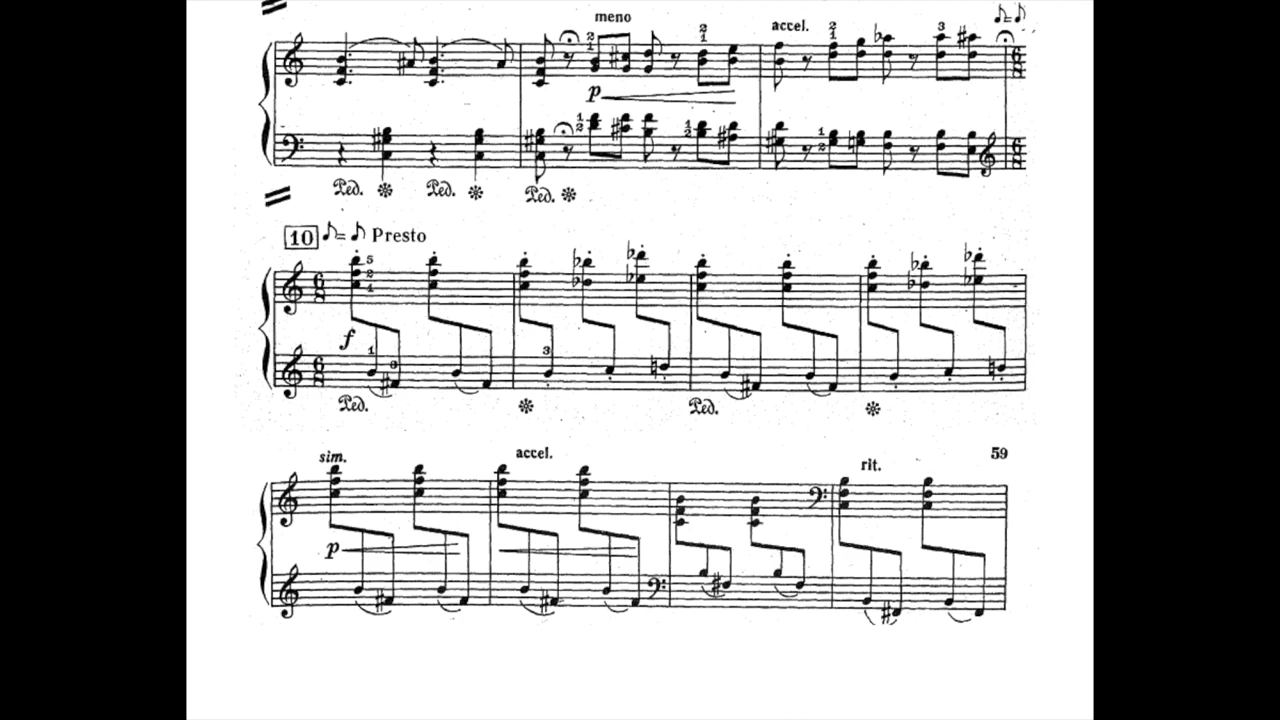 meno
accel.
p
Ped. Ped. Ped.
10 Presto
f
Ped. Ped.
sim. accel. rit. 59
p